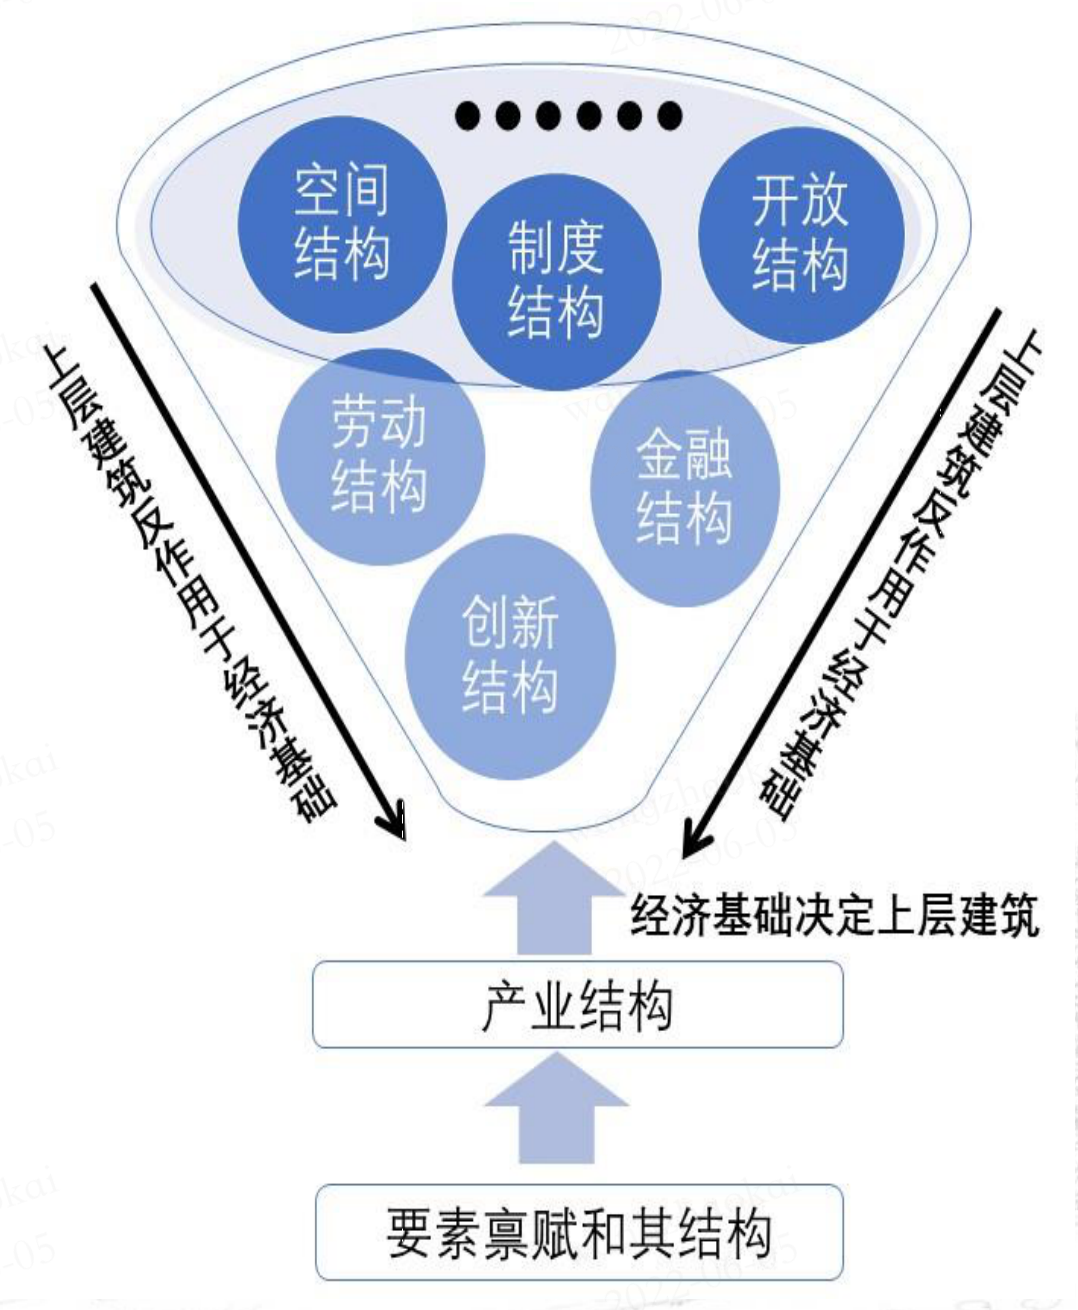 空间
结构
制度
结构
开放
结构
劳动
结构
金融
结构
创新
结构
上层建筑反作用于经济基础
上层建筑反作用于经济基础
经济基础决定上层建筑
产业结构
要素禀赋和其结构
2022-06-05